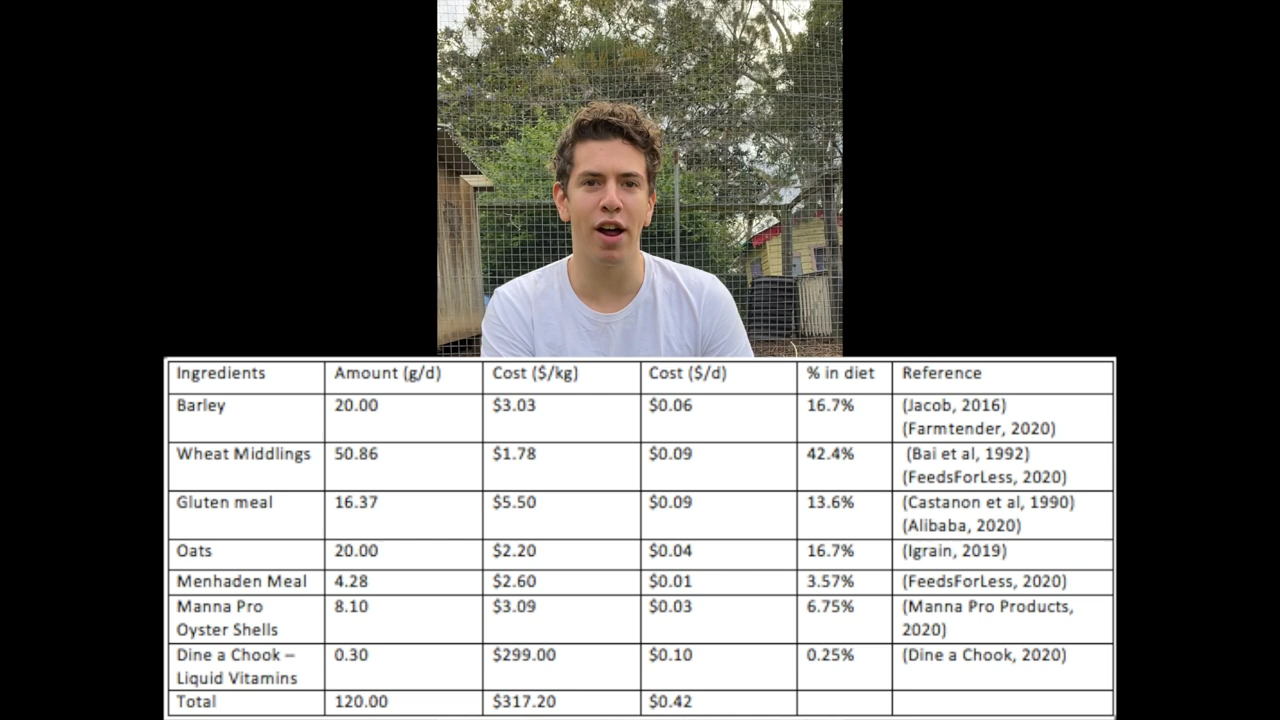 Ingredients Amount (g/d) Cost ($/kg) Cost ($/d) % in diet Reference
Barley 20.00 $3.03 $0.06 16.7% (Jacob, 2016)
(Farmtender, 2020)
Wheat Middlings 50.86 $1.78 $0.09 42.4% (Bai et al, 1992)
(FeedsForLess, 2020)
Gluten meal 16.37 $5.50 $0.09 13.6% (Castanon et al, 1990)
(Alibaba, 2020)
Oats 20.00 $2.20 $0.04 16.7% (Igrain, 2019)
Menhaden Meal 4.28 $2.60 $0.01 3.57% (FeedsForLess, 2020)
Manna Pro 8.10 $3.09 $0.03 6.75% (Manna Pro Products,
Oyster Shells 2020)
Dine a Chook – 0.30 $299.00 $0.10 0.25% (Dine a Chook, 2020)
Liquid Vitamins
Total 120.00 $317.20 $0.42